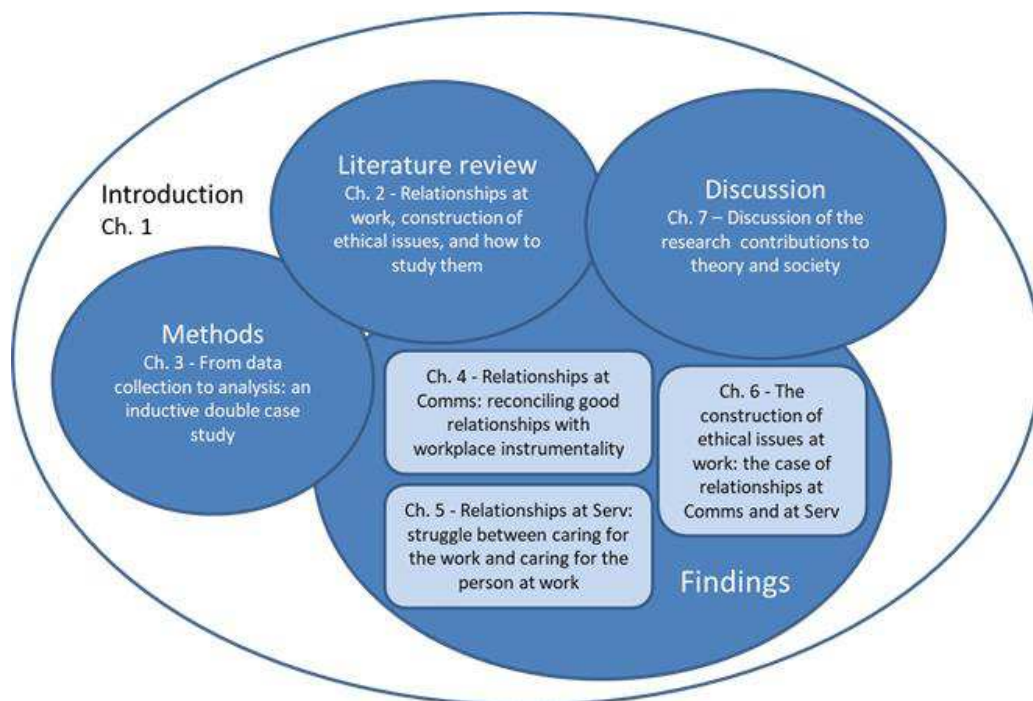 Introduction
Ch. 1
Literature review
Ch. 2 - Relationships at
work, construction of
ethical issues, and how to
study them
Methods
Ch. 3 - From data
collection to analysis: an
inductive double case
study
Discussion
Ch. 7 – Discussion of the
research contributions to
theory and society
Ch. 4 - Relationships at
Comms: reconciling good
relationships with
workplace instrumentality
Ch. 5 - Relationships at Serv:
struggle between caring for
the work and caring for the
person at work
Ch. 6 - The
construction of
ethical issues at
work: the case of
relationships at
Comms and at Serv
Findings